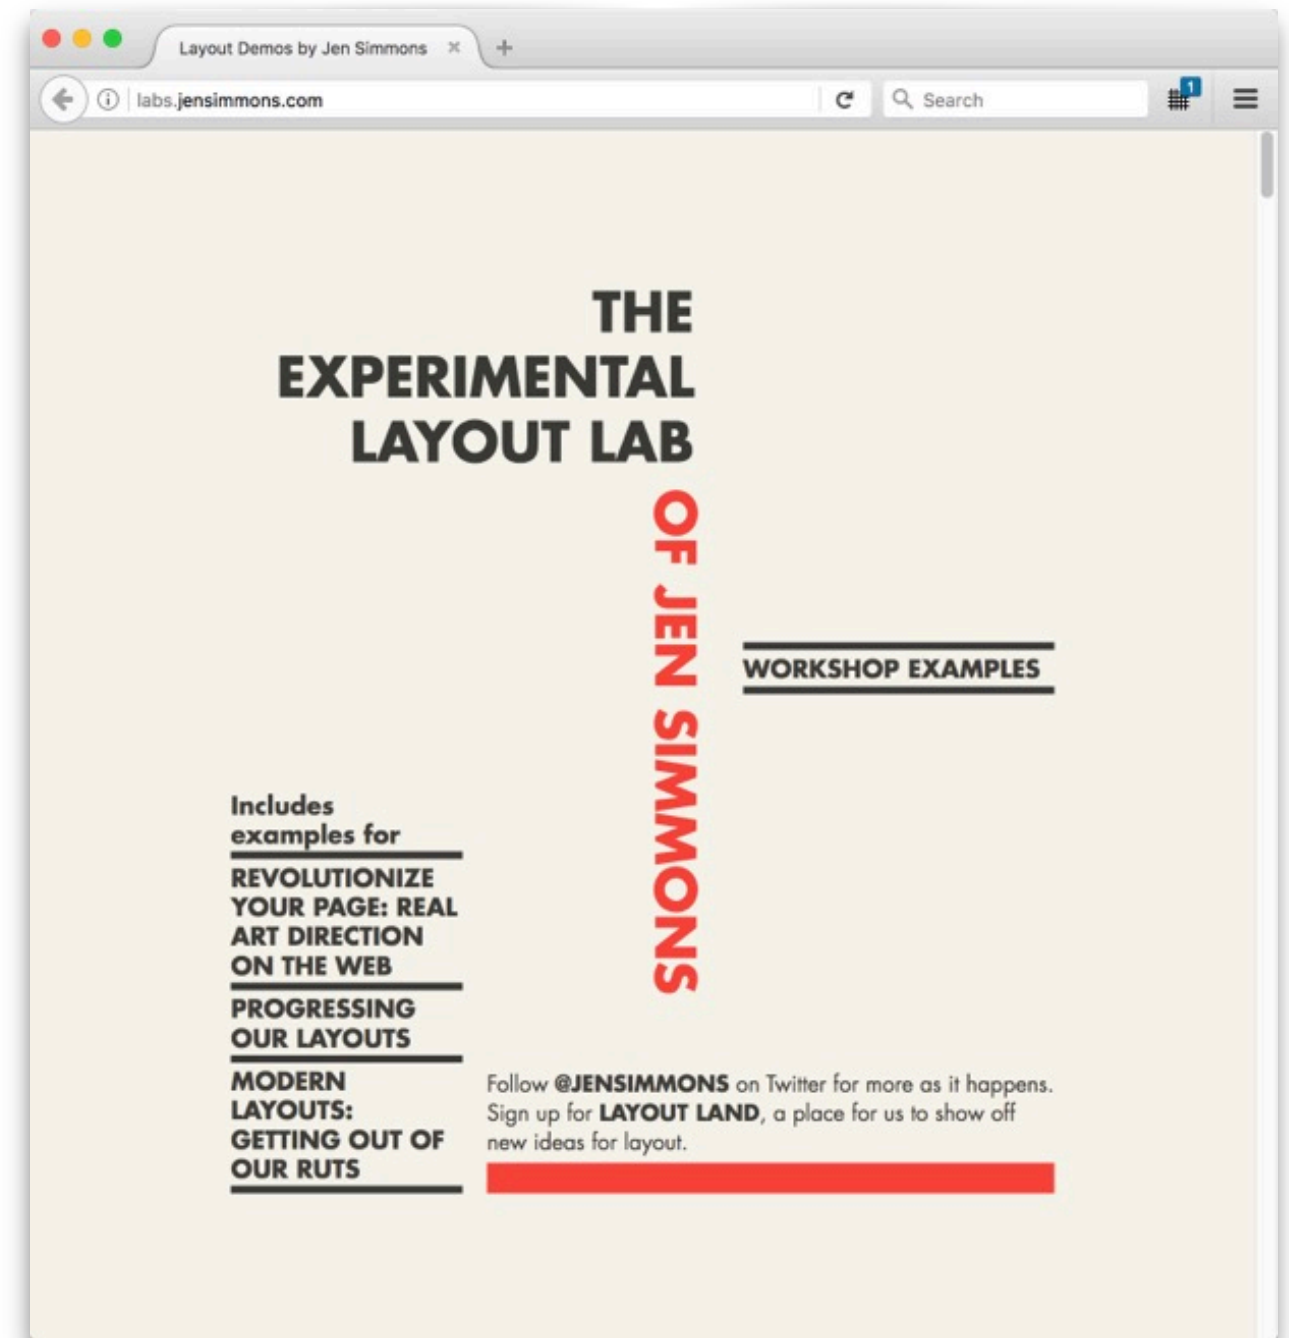 Layout Demos by Jen Simmons
labs.jensimmons.com
Search
1
THE
EXPERIMENTAL
LAYOUT LAB
OF JEN SIMMONS
WORKSHOP EXAMPLES
Includes
examples for
REVOLUTIONIZE
YOUR PAGE: REAL
ART DIRECTION
ON THE WEB
PROGRESSING
OUR LAYOUTS
MODERN
LAYOUTS:
GETTING OUT OF
OUR RUTS
Follow @JENSIMMONS on Twitter for more as it happens.
Sign up for LAYOUT LAND, a place for us to show off
new ideas for layout.